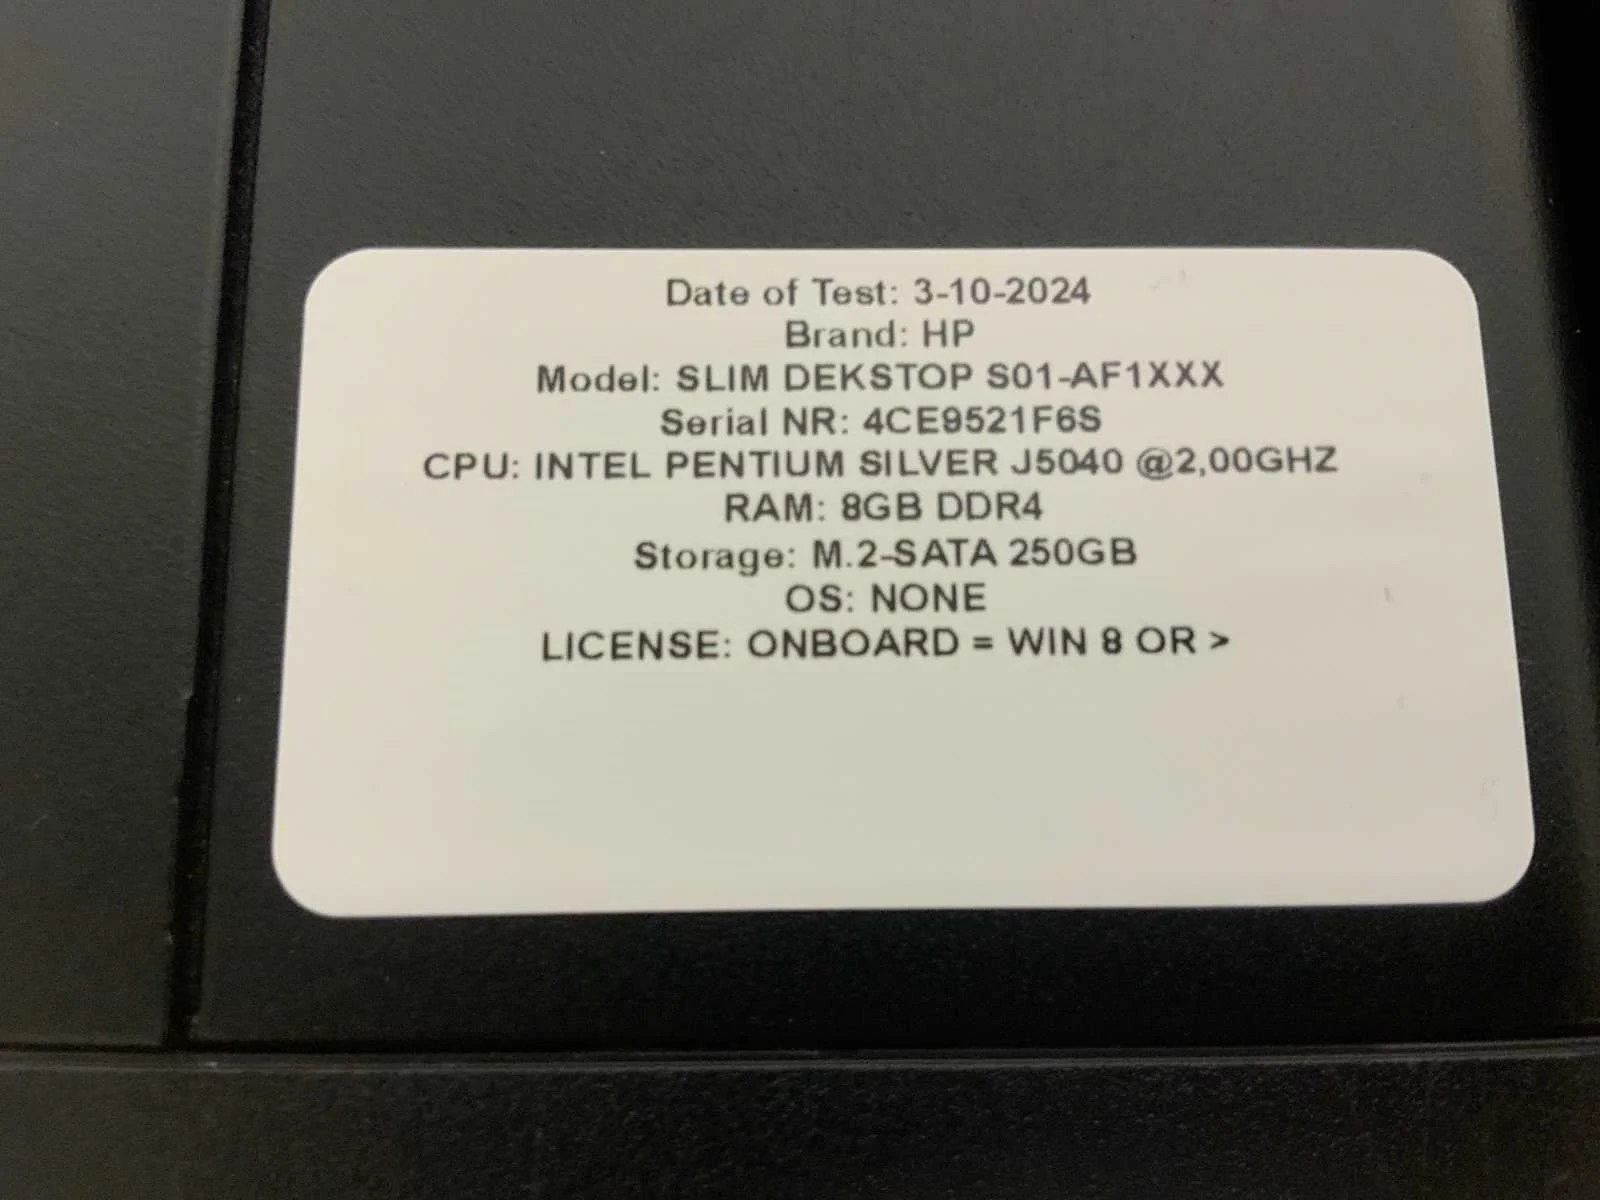 Date of Test: 3-10-2024
Brand: HP
Model: SLIM DEKSTOP S01-AF1XXX
Serial NR: 4CE9521F6S
CPU: INTEL PENTIUM SILVER J5040 @2,00GHZ
RAM: 8GB DDR4
Storage: M.2-SATA 250GB
OS: NONE
LICENSE: ONBOARD = WIN 8 OR >